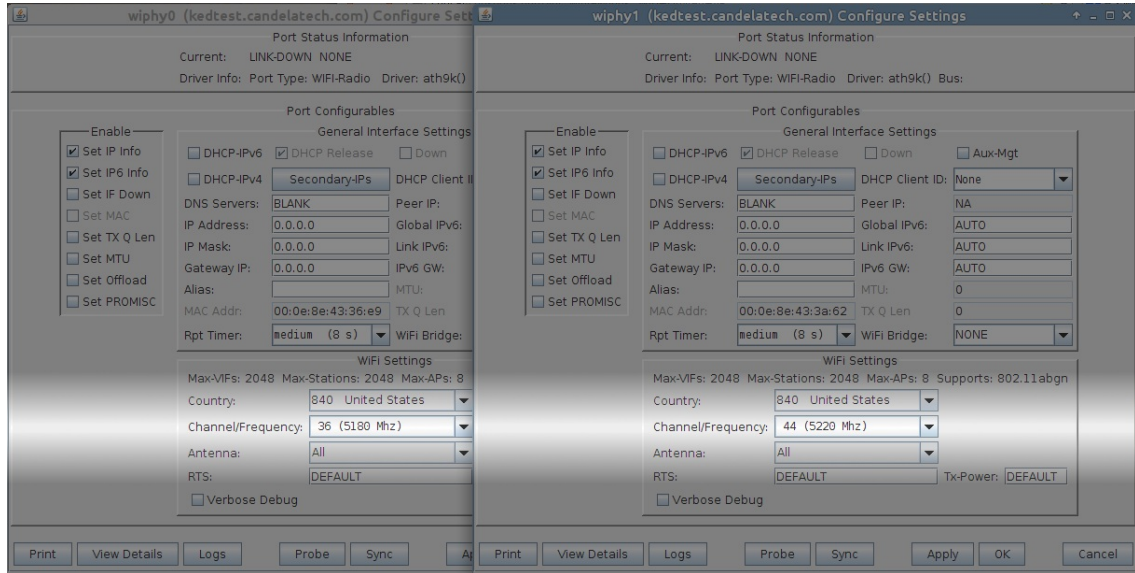 wiphy0 (kedtest.candelatech.com) Configure Sett
Port Status Information
Current: LINK-DOWN NONE
Driver Info: Port Type: WIFI-Radio Driver: ath9k()
Port Configurables
Enable
General Interface Settings
Set IP Info
DHCP-IPv6 DHCP Release Down
Set IP6 Info
DHCP-IPv4 Secondary-IPs DHCP Client I
Set IF Down
DNS Servers: BLANK Peer IP:
Set MAC
IP Address: 0.0.0.0 Global IPv6:
Set TX Q Len
IP Mask: 0.0.0.0 Link IPv6:
Set MTU
Gateway IP: 0.0.0.0 IPv6 GW:
Set Offload
Alias: MTU:
Set PROMISC
MAC Addr: 00:0e:8e:43:36:e9 TX Q Len
Rpt Timer: medium (8 s) WiFi Bridge:
WiFi Settings
Max-VIFs: 2048 Max-Stations: 2048 Max-APs: 8
Country: 840 United States
Channel/Frequency: 36 (5180 Mhz)
Antenna: All
RTS: DEFAULT
Verbose Debug
Print View Details Logs Probe Sync A
wiphy1 (kedtest.candelatech.com) Configure Settings
Port Status Information
Current: LINK-DOWN NONE
Driver Info: Port Type: WIFI-Radio Driver: ath9k() Bus:
Port Configurables
Enable
General Interface Settings
Set IP Info
DHCP-IPv6 DHCP Release Down Aux-Mgt
Set IP6 Info
DHCP-IPv4 Secondary-IPs DHCP Client ID: None
Set IF Down
DNS Servers: BLANK Peer IP: NA
Set MAC
IP Address: 0.0.0.0 Global IPv6: AUTO
Set TX Q Len
IP Mask: 0.0.0.0 Link IPv6: AUTO
Set MTU
Gateway IP: 0.0.0.0 IPv6 GW: AUTO
Set Offload
Alias: MTU: 0
Set PROMISC
MAC Addr: 00:0e:8e:43:3a:62 TX Q Len 0
Rpt Timer: medium (8 s) WiFi Bridge: NONE
WiFi Settings
Max-VIFs: 2048 Max-Stations: 2048 Max-APs: 8 Supports: 802.11abgn
Country: 840 United States
Channel/Frequency: 44 (5220 Mhz)
Antenna: All
RTS: DEFAULT Tx-Power: DEFAULT
Verbose Debug
Print View Details Logs Probe Sync Apply OK Cancel